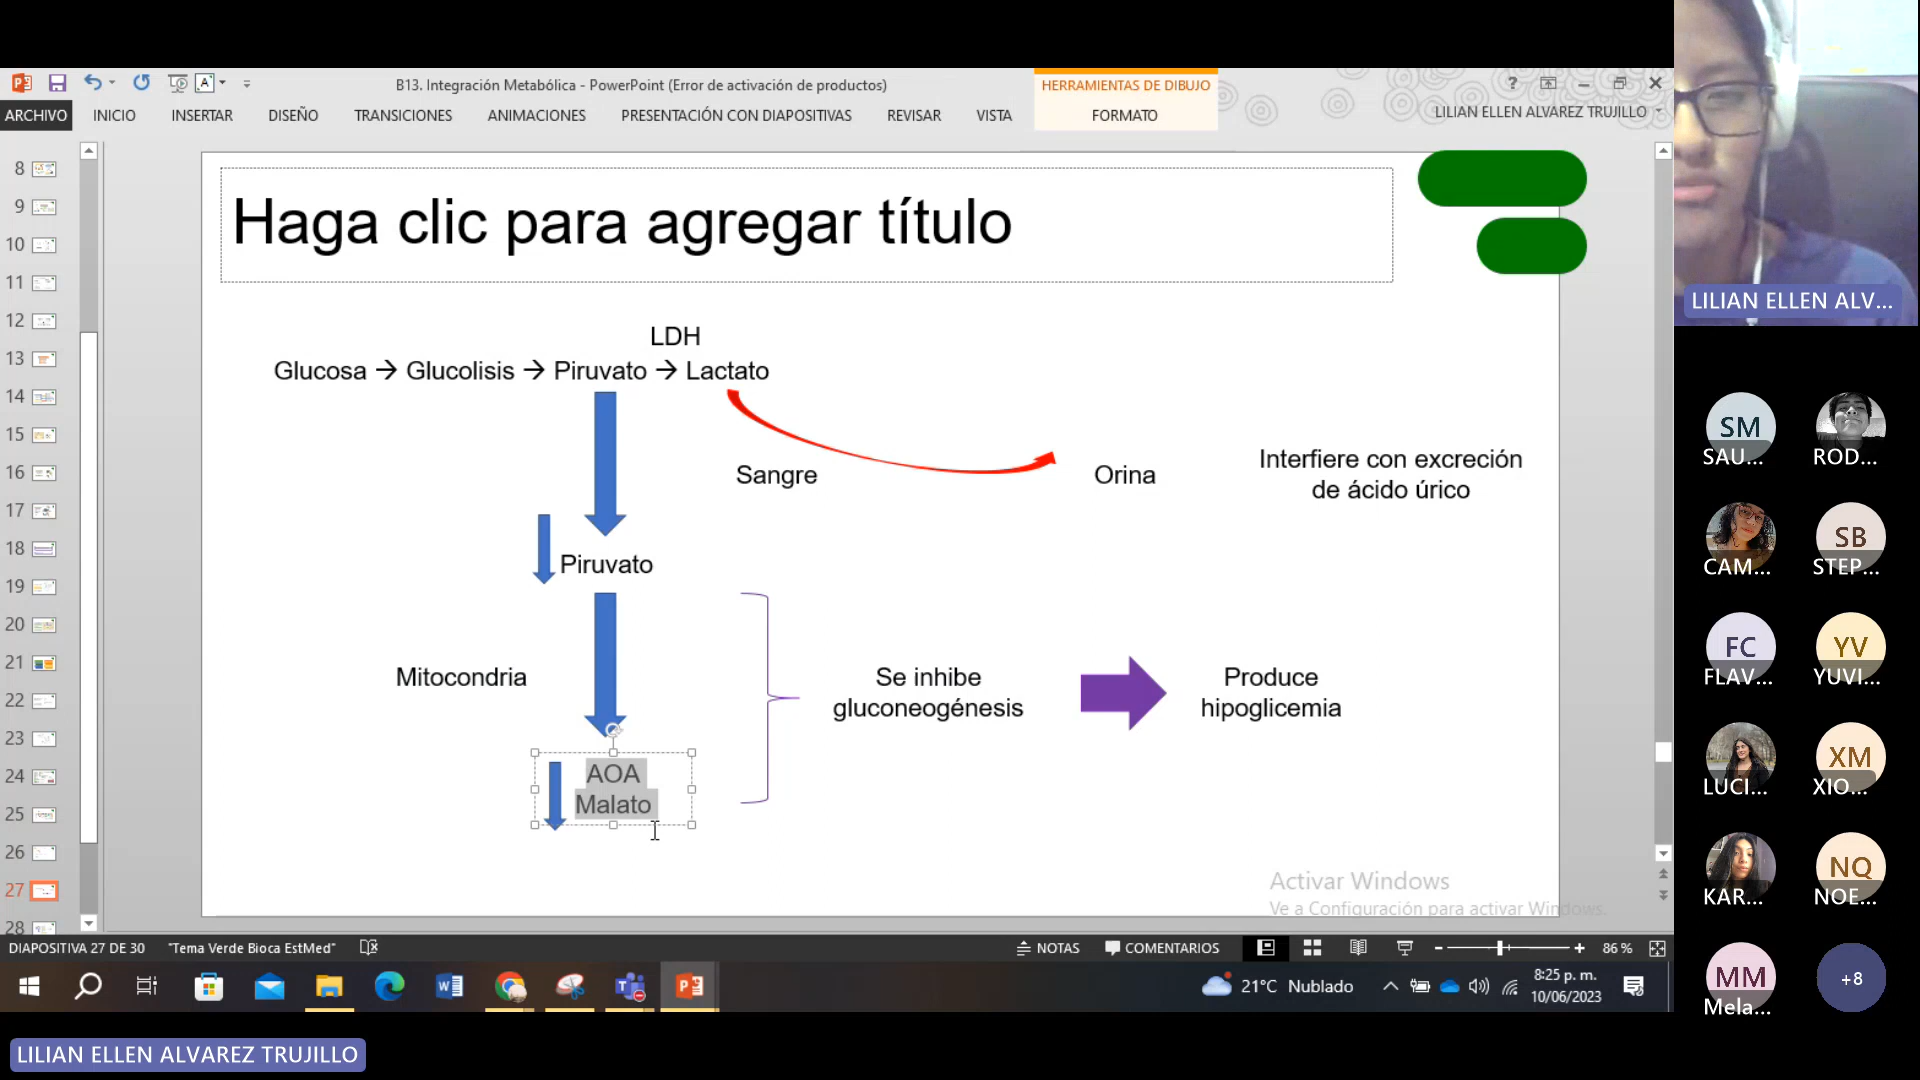 B13. Integración Metabólica - PowerPoint (Error de activación de productos)
HERRAMIENTAS DE DIBUJO
ARCHIVO INICIO INSERTAR DISEÑO TRANSICIONES ANIMACIONES PRESENTACIÓN CON DIAPOSITIVAS REVISAR VISTA FORMATO
LILIAN ELLEN ALVAREZ TRUJILLO
8
9
10
11
12
13
14
15
16
17
18
19
20
21
22
23
24
25
26
27
28
Haga clic para agregar título
LDH
Glucosa → Glucolisis → Piruvato → Lactato
Sangre
Orina
Interfiere con excreción
de ácido úrico
Piruvato
Mitocondria
Se inhibe
gluconeogénesis
Produce
hipoglicemia
AOA
Malato
Activar Windows
Ve a Configuración para activar Windows.
DIAPOSITIVA 27 DE 30 "Tema Verde Bioca EstMed" NOTAS COMENTARIOS 86 %
21°C Nublado
8:25 p. m.
10/06/2023
LILIAN ELLEN ALV...
SM
SAU...
ROD...
CAM...
SB
STEP...
FC
FLAV...
YV
YUVI...
LUCI...
XM
XIO...
KAR...
NQ
NOE...
MM
Mela...
+8
LILIAN ELLEN ALVAREZ TRUJILLO